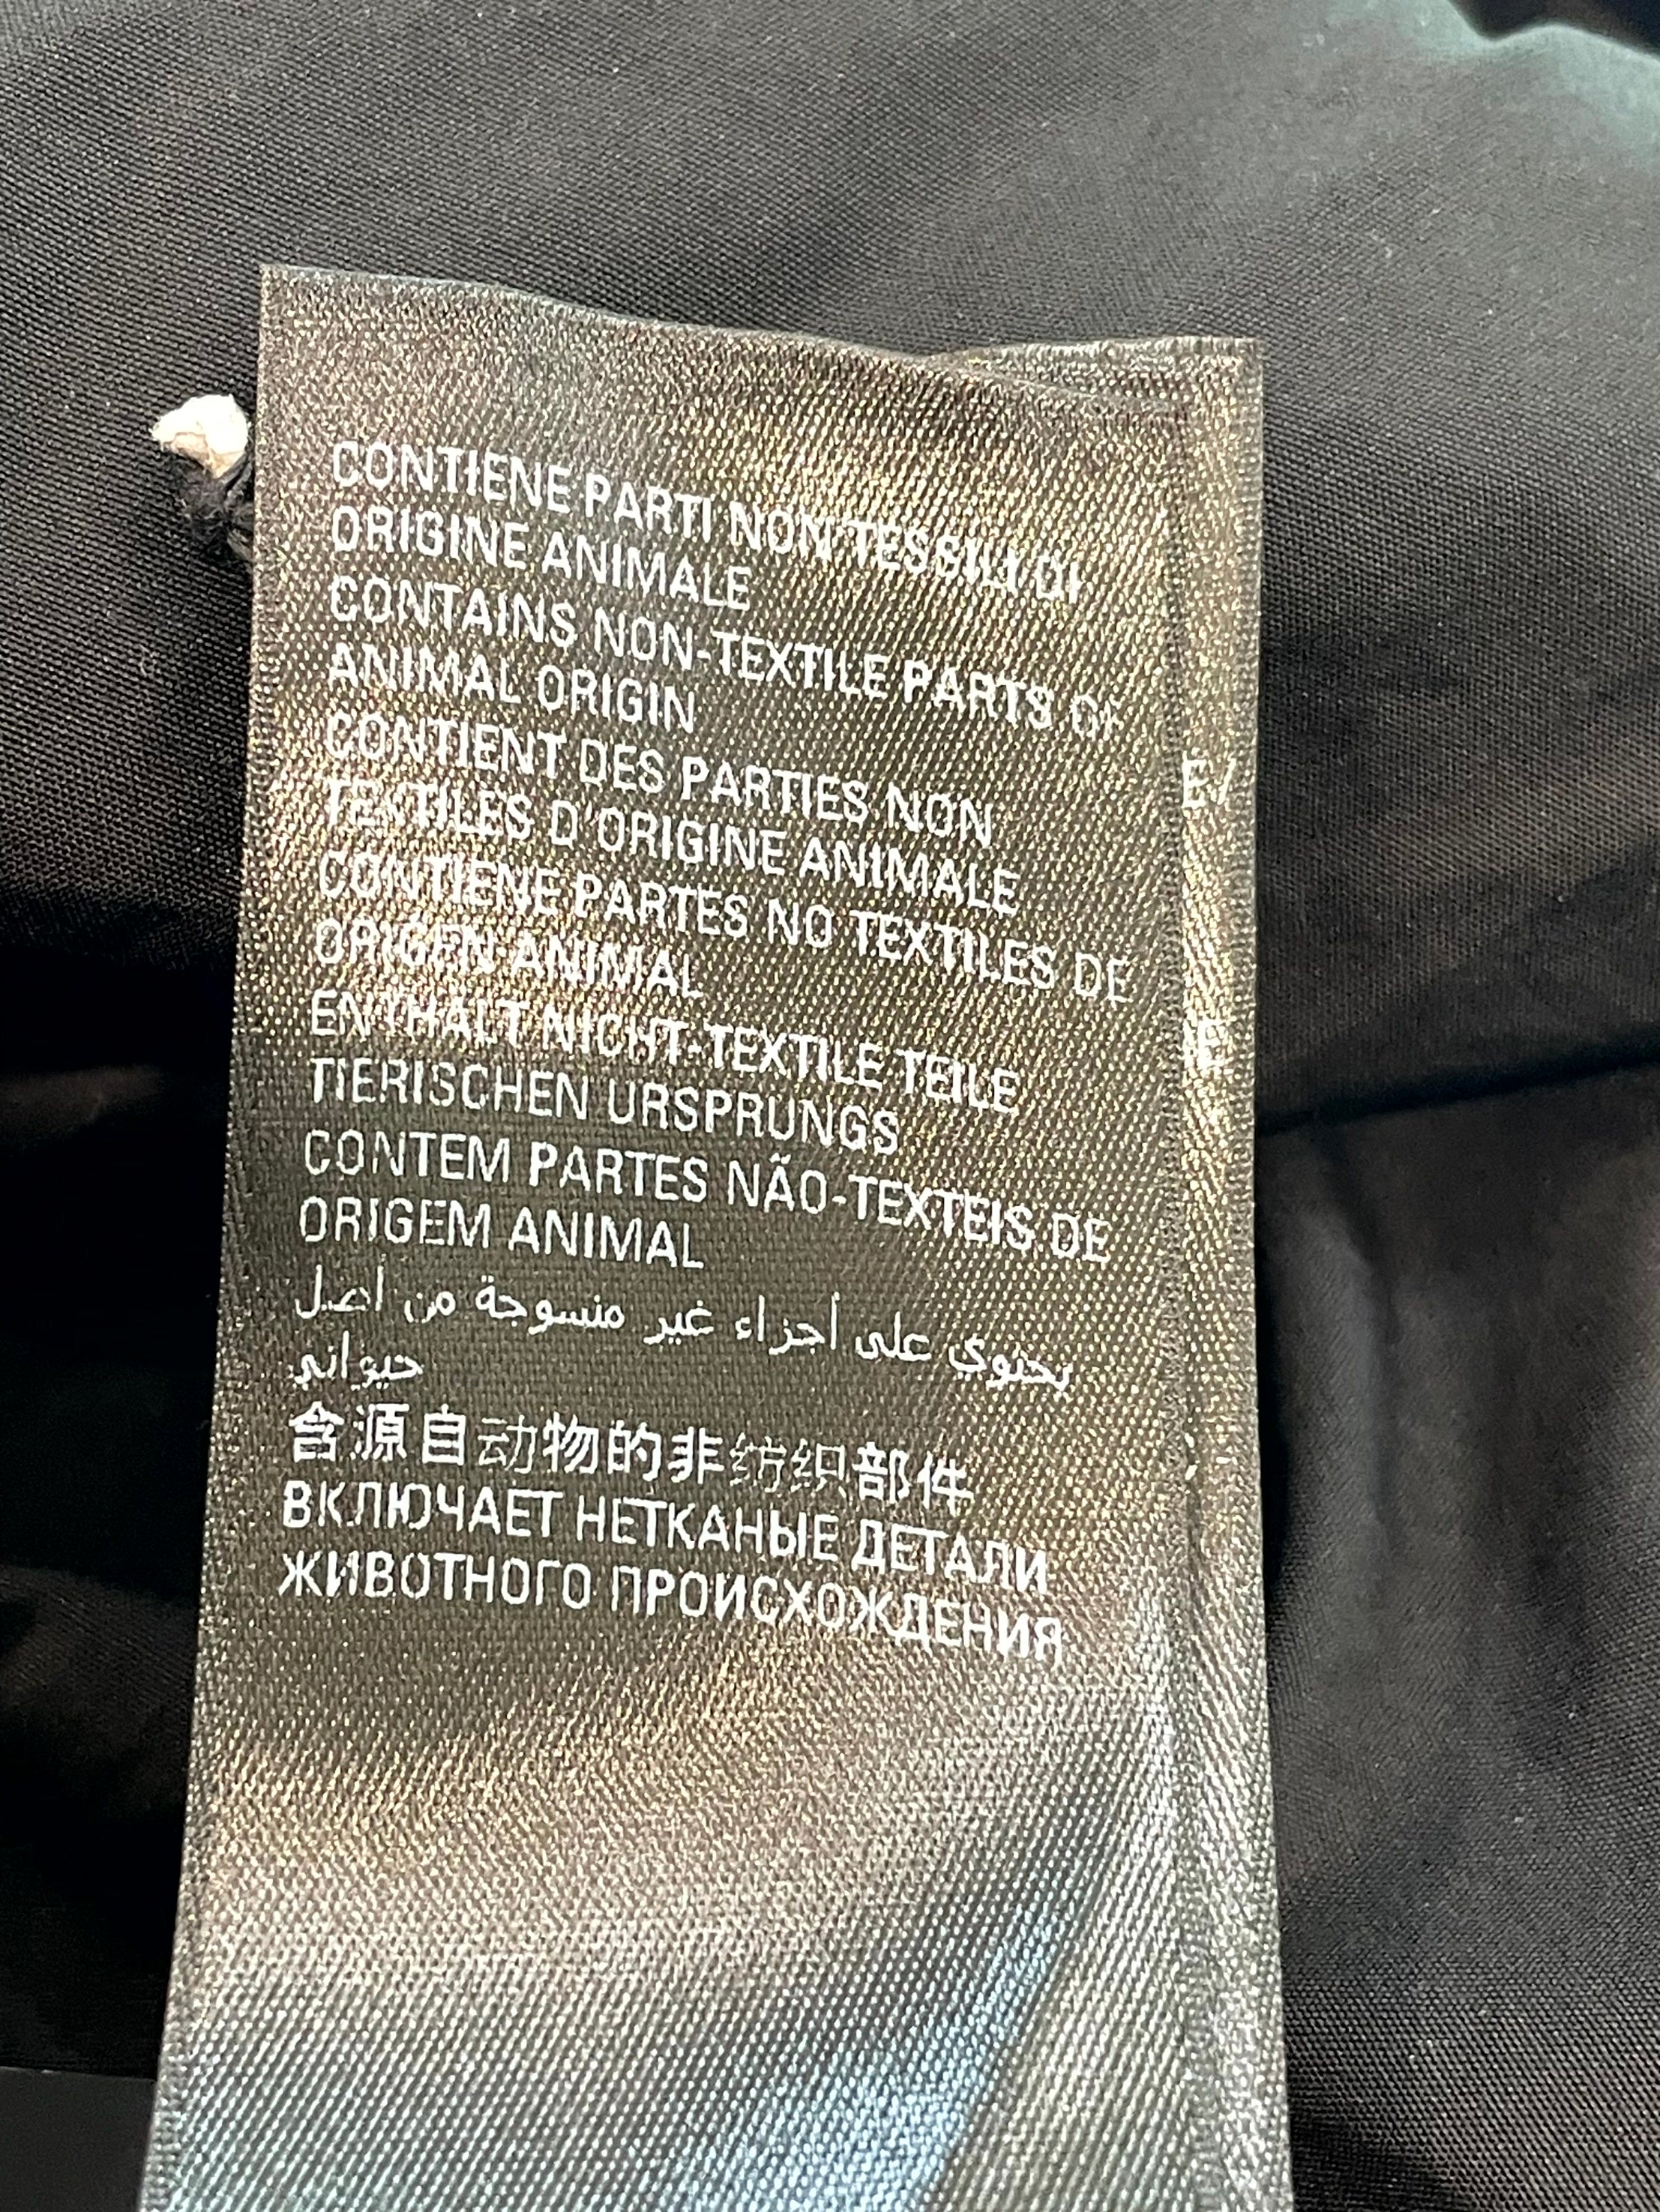 CONTIENE PARTI NON TESSILI DI
ORIGINE ANIMALE
CONTAINS NON-TEXTILE PARTS OF
ANIMAL ORIGIN
CONTIENT DES PARTIES NON
TEXTILES D'ORIGINE ANIMALE
CONTIENE PARTES NO TEXTILES DE
ORIGEN ANIMAL
ENTHÄLT NICHT-TEXTILE TEILE
TIERISCHEN URSPRUNGS
CONTEM PARTES NÃO-TEXTEIS DE
ORIGEM ANIMAL
يحتوي على أجزاء غير منسوجة من أصل
حيواني
含源自动物的非纺织部件
ВКЛЮЧАЕТ НЕТКАНЫЕ ДЕТАЛИ
ЖИВОТНОГО ПРОИСХОЖДЕНИЯ